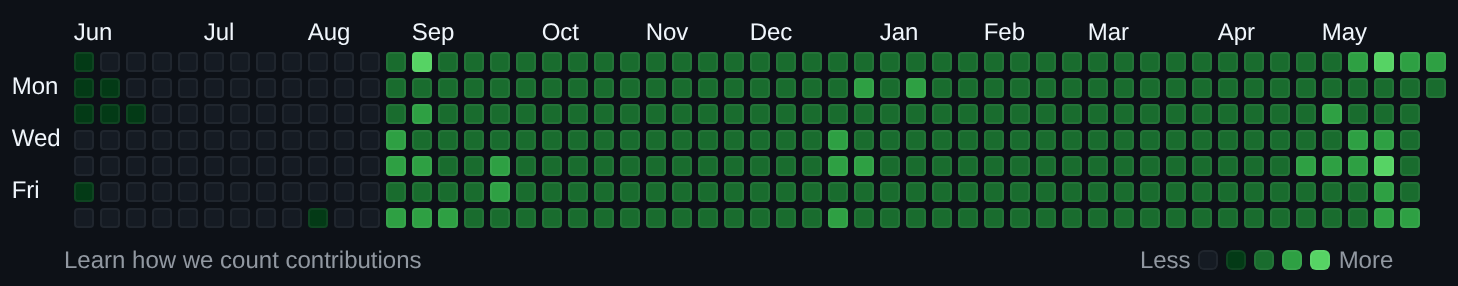 Jun Jul Aug Sep Oct Nov Dec Jan Feb Mar Apr May
Mon
Wed
Fri
Learn how we count contributions Less More